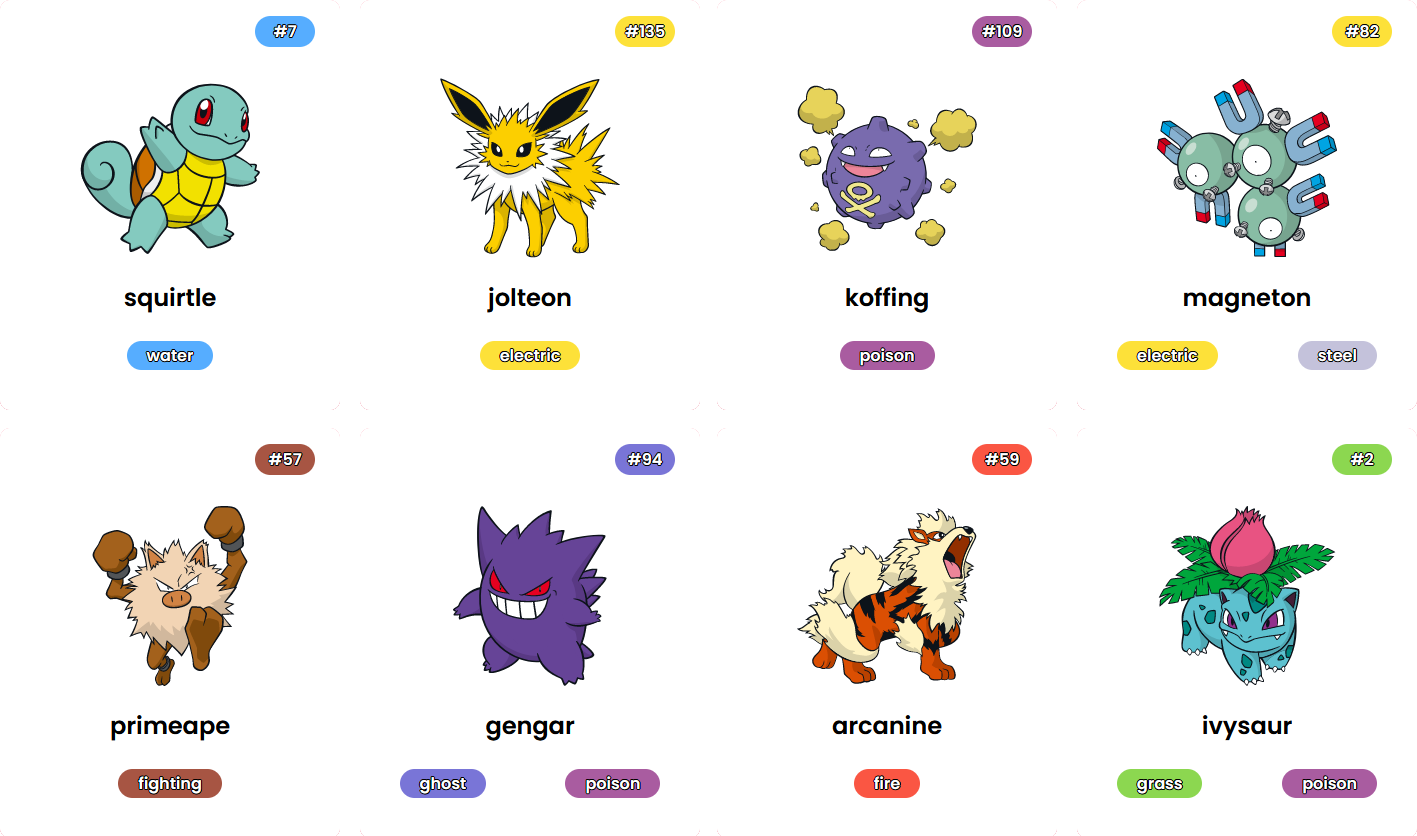 #7
squirtle
water
#135
jolteon
electric
#109
koffing
poison
#82
magneton
electric steel
#57
primeape
fighting
#94
gengar
ghost poison
#59
arcanine
fire
#2
ivysaur
grass poison